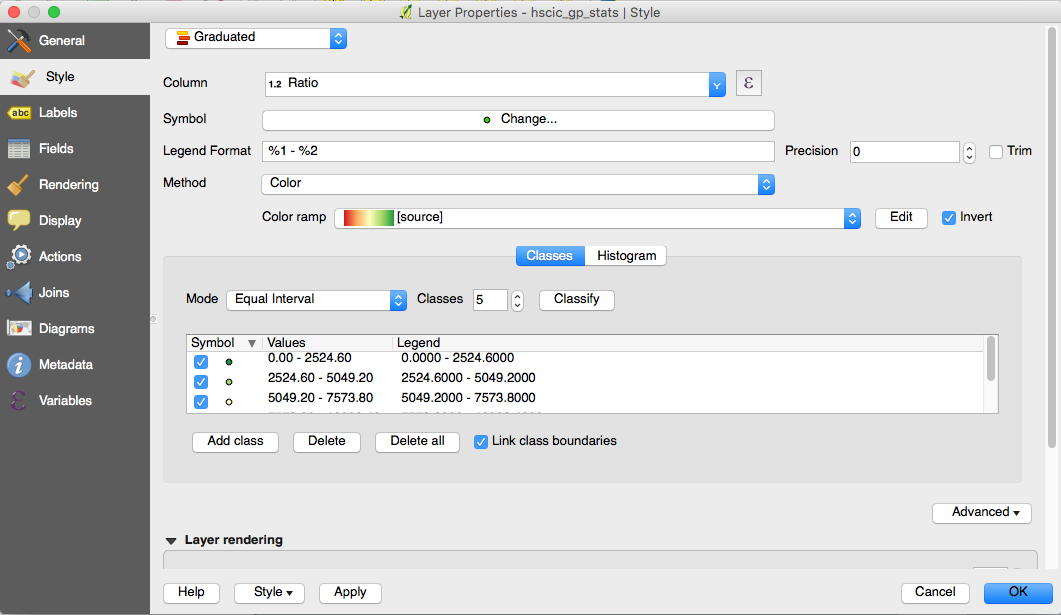 Layer Properties - hscic_gp_stats | Style
General
Style
abc Labels
Fields
Rendering
Display
Actions
Joins
Diagrams
Metadata
Variables
Graduated
Column 1.2 Ratio ε
Symbol Change...
Legend Format %1 - %2 Precision 0 Trim
Method Color
Color ramp [source] Edit Invert
Classes Histogram
Mode Equal Interval Classes 5 Classify
Symbol Values Legend
0.00 - 2524.60 0.0000 - 2524.6000
2524.60 - 5049.20 2524.6000 - 5049.2000
5049.20 - 7573.80 5049.2000 - 7573.8000
Add class Delete Delete all Link class boundaries
Advanced
Layer rendering
Help Style Apply Cancel OK